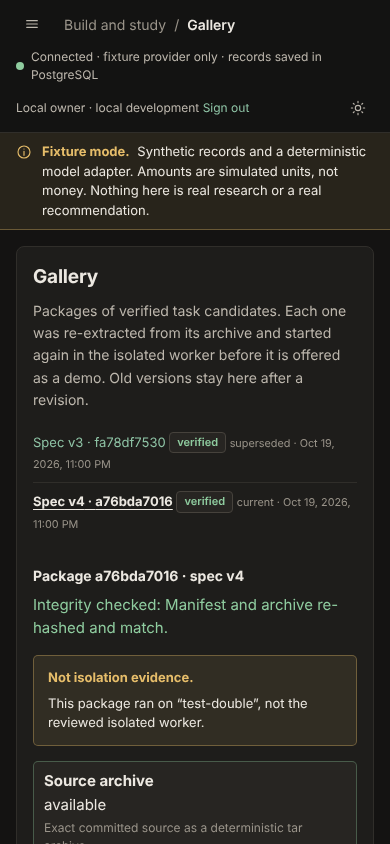 Build and study / Gallery
Connected · fixture provider only · records saved in
PostgreSQL
Local owner · local development Sign out
Fixture mode. Synthetic records and a deterministic
model adapter. Amounts are simulated units, not
money. Nothing here is real research or a real
recommendation.
Gallery
Packages of verified task candidates. Each one
was re-extracted from its archive and started
again in the isolated worker before it is offered
as a demo. Old versions stay here after a
revision.
Spec v3 · fa78df7530 verified superseded · Oct 19,
2026, 11:00 PM
Spec v4 · a76bda7016 verified current · Oct 19, 2026,
11:00 PM
Package a76bda7016 · spec v4
Integrity checked: Manifest and archive re-
hashed and match.
Not isolation evidence.
This package ran on “test-double”, not the
reviewed isolated worker.
Source archive
available
Exact committed source as a deterministic tar